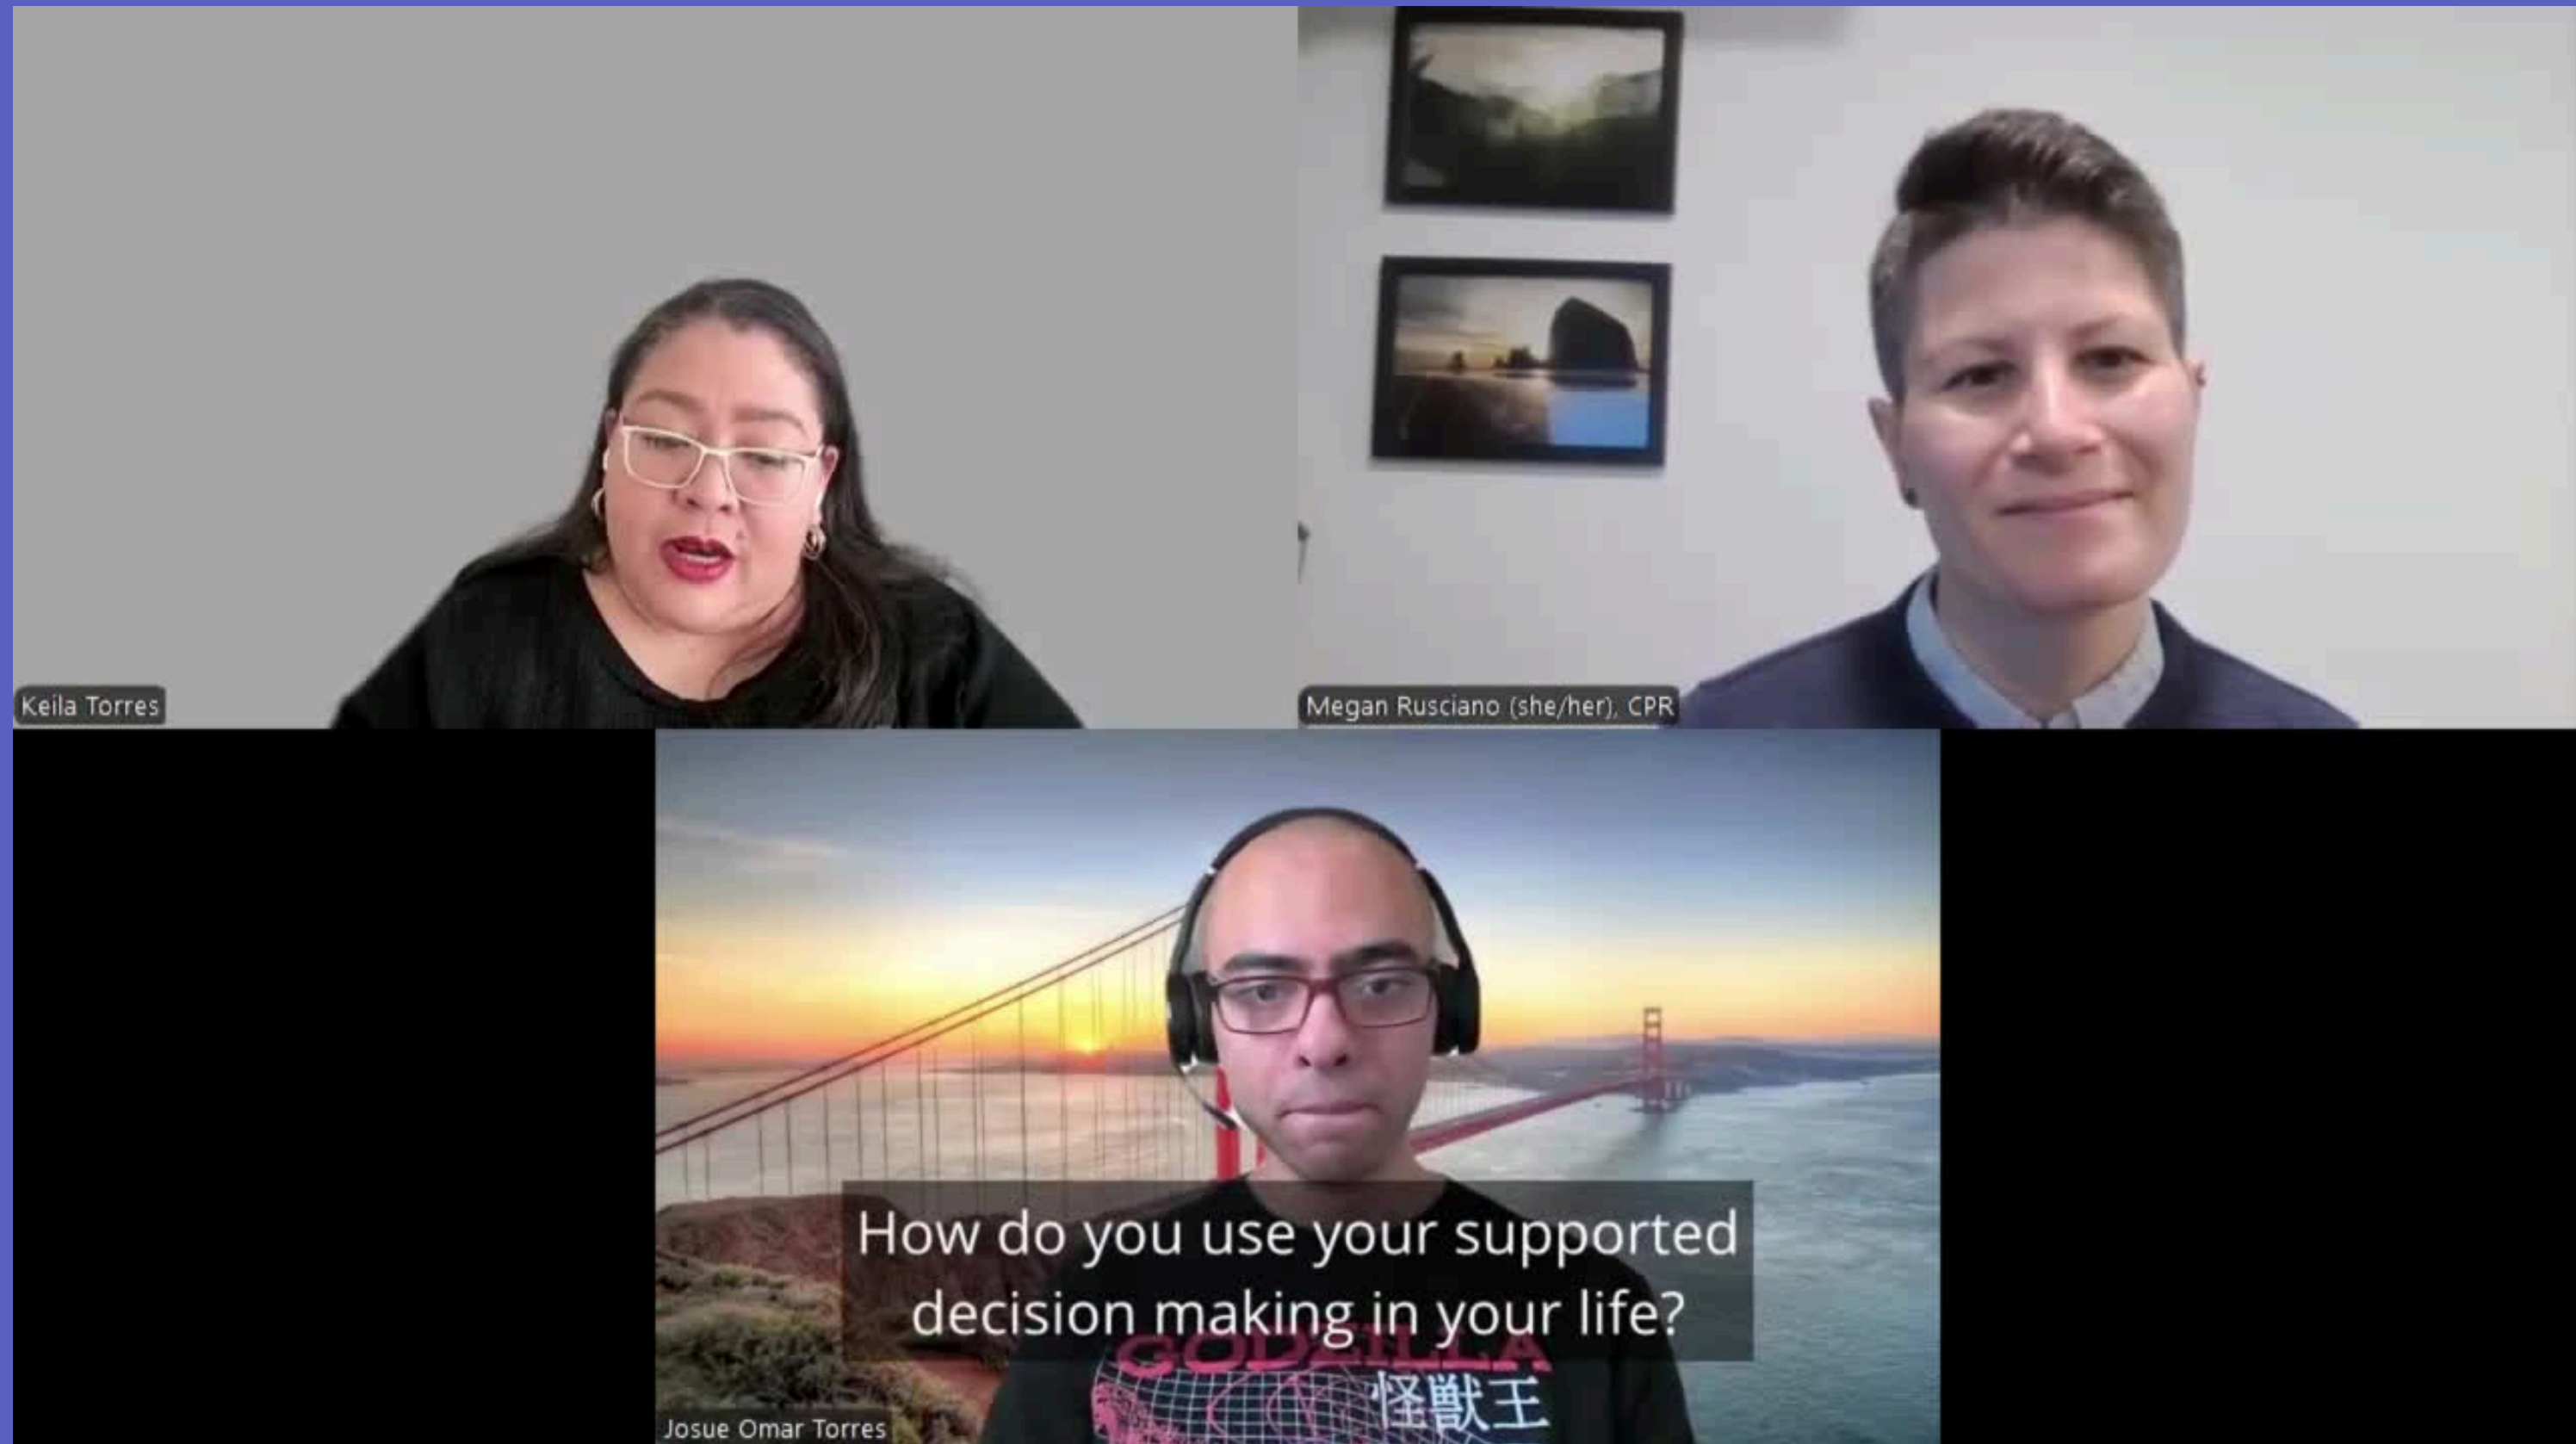 Keila Torres
Megan Rusciano (she/her), CPR
How do you use your supported
decision making in your life?
GODZILLA
怪獣王
Josue Omar Torres